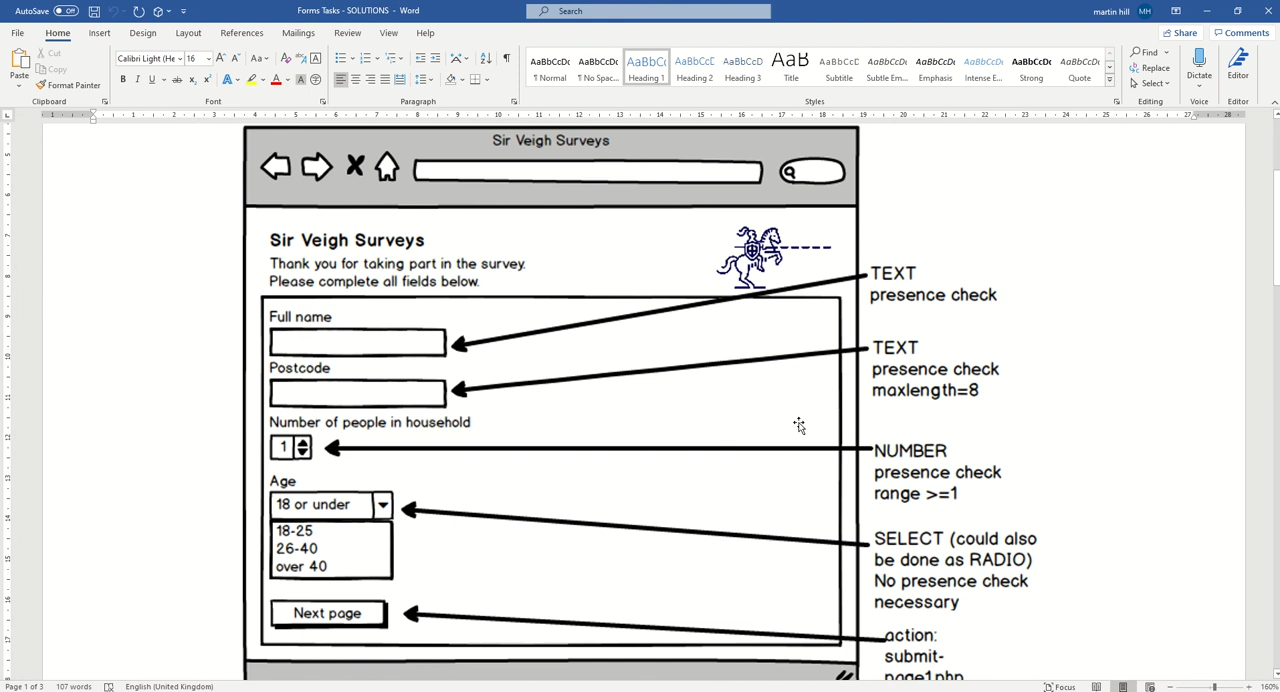 AutoSave Off
Forms Tasks - SOLUTIONS - Word
Search
martin hill MH
File Home Insert Design Layout References Mailings Review View Help
Share Comments
Paste
Cut
Copy
Format Painter
Clipboard
Calibri Light (He 16
Font
Paragraph
AaBbCcDc AaBbCcDc AaBbCc AaBbCcC AaBbCcD AaB AaBbCcC AaBbCcDc AaBbCcDc AaBbCcDc AaBbCcDc AaBbCcDc
¶ Normal ¶ No Spac... Heading 1 Heading 2 Heading 3 Title Subtitle Subtle Em... Emphasis Intense E... Strong Quote
Styles
Find
Replace
Select
Editing
Dictate
Voice
Editor
Editor
Sir Veigh Surveys
Sir Veigh Surveys
Thank you for taking part in the survey.
Please complete all fields below.
Full name
TEXT
presence check
Postcode
TEXT
presence check
maxlength=8
Number of people in household
1
NUMBER
presence check
range >=1
Age
18 or under
18-25
26-40
over 40
SELECT (could also
be done as RADIO)
No presence check
necessary
Next page
action:
submit-
page1.php
Page 1 of 3 107 words English (United Kingdom)
Focus
160%